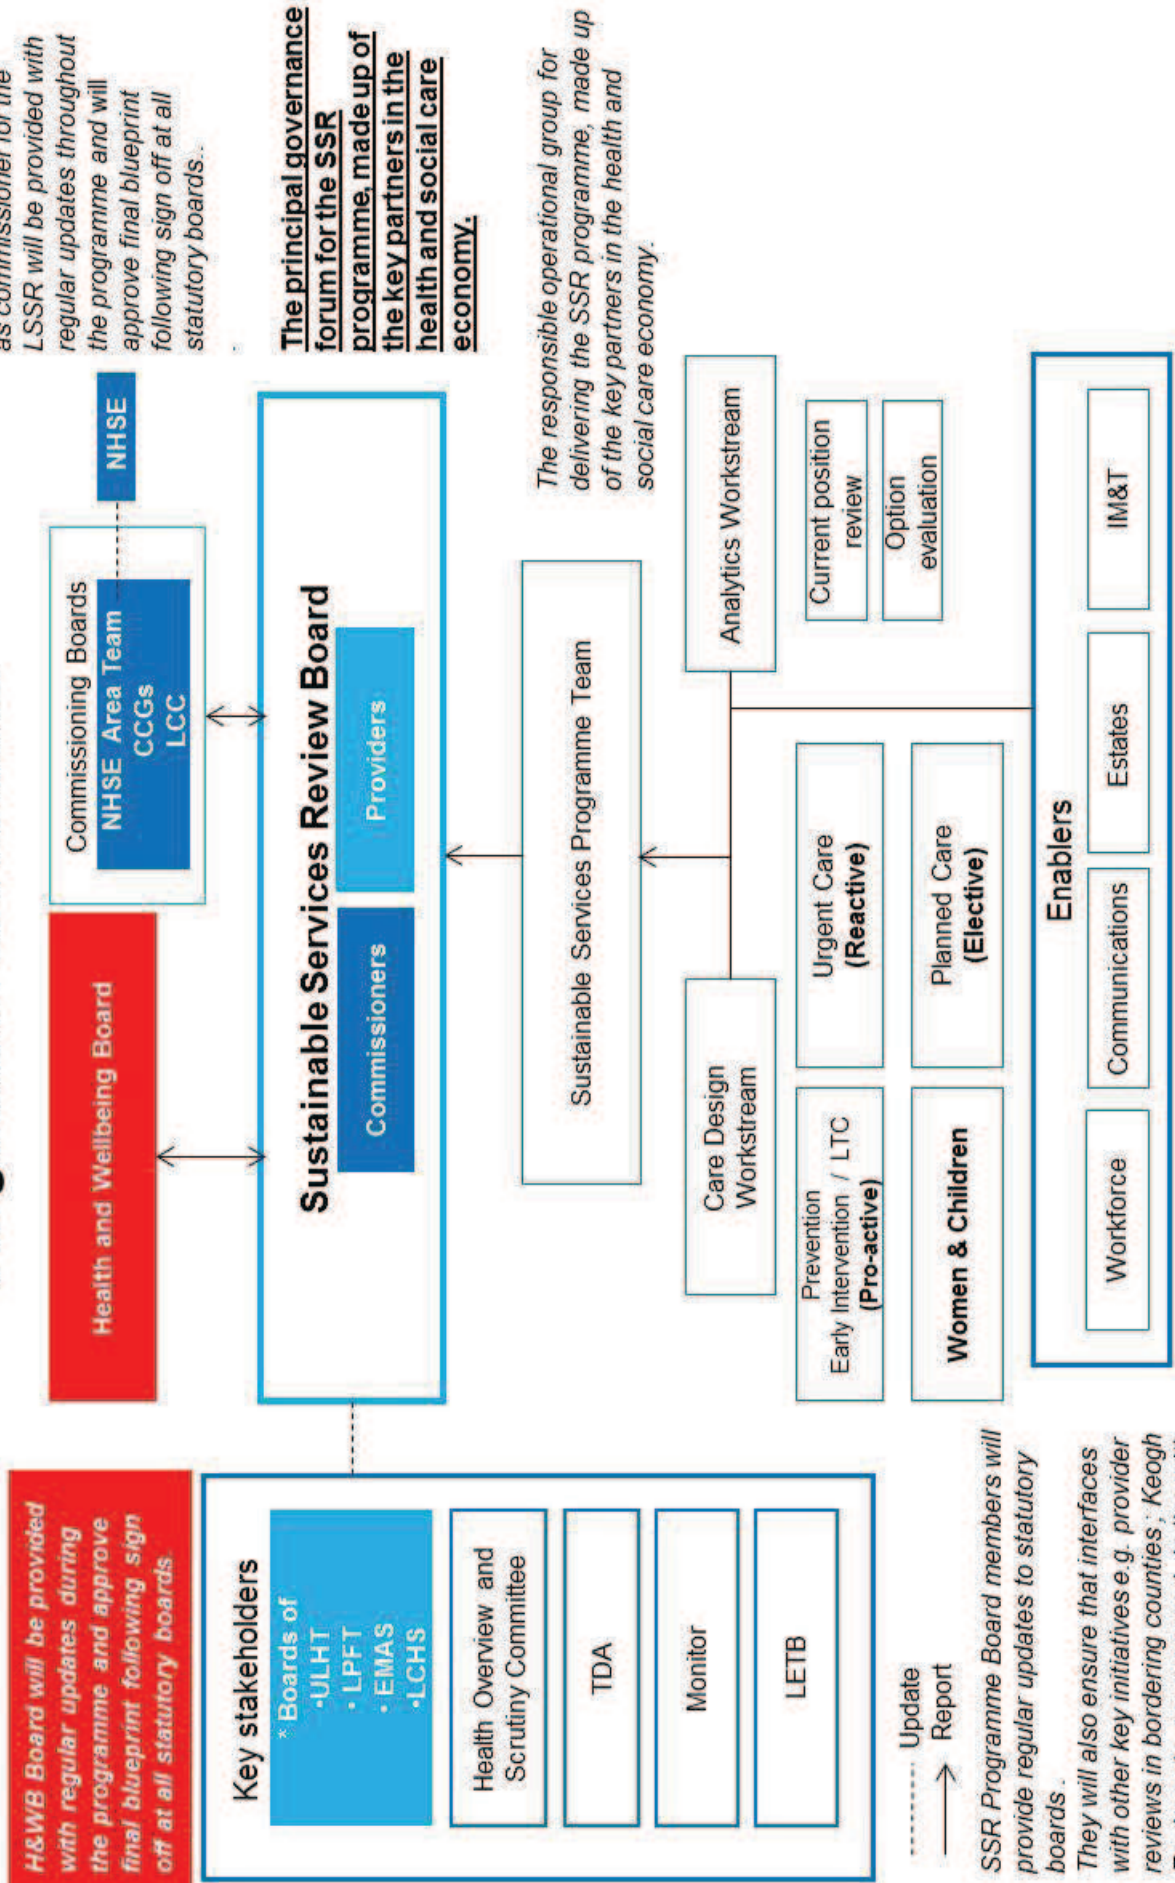 H&WB Board will be provided
with regular updates during
the programme and approve
final blueprint following sign
off at all statutory boards.
Health and Wellbeing Board
Commissioning Boards
NHSE Area Team
CCGs
LCC
NHSE
as commissioner for the
LSSR will be provided with
regular updates throughout
the programme and will
approve final blueprint
following sign off at all
statutory boards..
Key stakeholders
* Boards of
•ULHT
• LPFT
• EMAS
•LCHS
Health Overview and
Scrutiny Committee
TDA
Monitor
LETB
Sustainable Services Review Board
Commissioners
Providers
The principal governance
forum for the SSR
programme, made up of
the key partners in the
health and social care
economy.
Sustainable Services Programme Team
The responsible operational group for
delivering the SSR programme, made up
of the key partners in the health and
social care economy.
Care Design
Workstream
Analytics Workstream
Prevention
Early Intervention / LTC
(Pro-active)
Urgent Care
(Reactive)
Current position
review
Women & Children
Planned Care
(Elective)
Option
evaluation
Enablers
Workforce
Communications
Estates
IM&T
Update
Report
SSR Programme Board members will
provide regular updates to statutory
boards.
They will also ensure that interfaces
with other key initiatives e.g. provider
reviews in bordering counties; Keogh